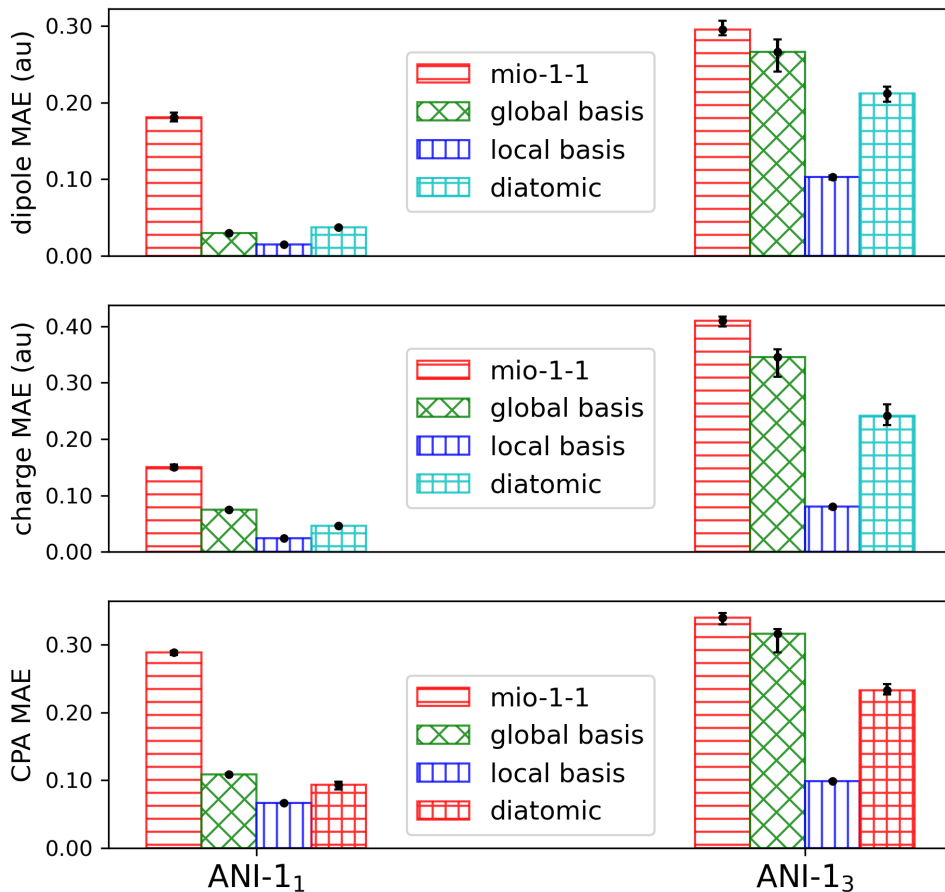 dipole MAE (au)
0.30
0.20
0.10
0.00
mio-1-1
global basis
local basis
diatomic
charge MAE (au)
0.40
0.30
0.20
0.10
0.00
mio-1-1
global basis
local basis
diatomic
CPA MAE
0.30
0.20
0.10
0.00
mio-1-1
global basis
local basis
diatomic
ANI-1₁ ANI-1₃